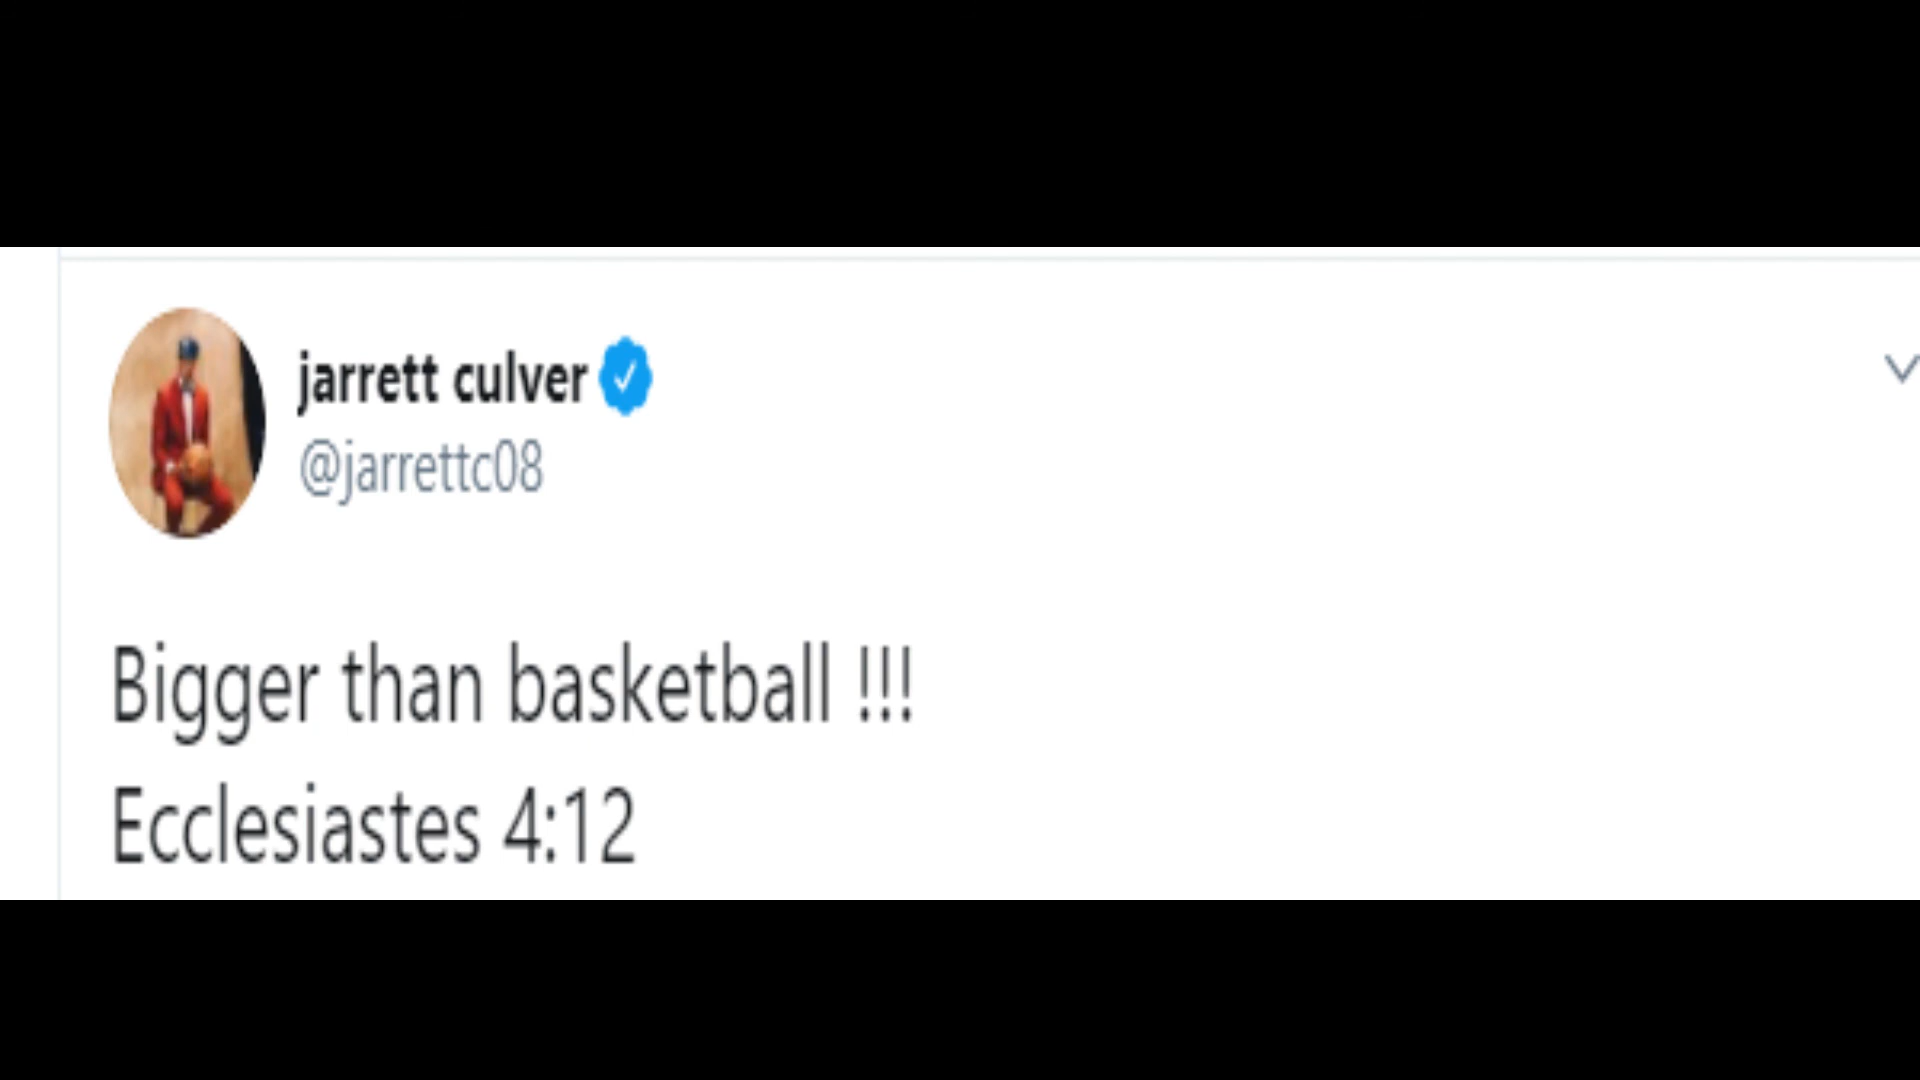 jarrett culver
@jarrettc08
Bigger than basketball !!!
Ecclesiastes 4:12